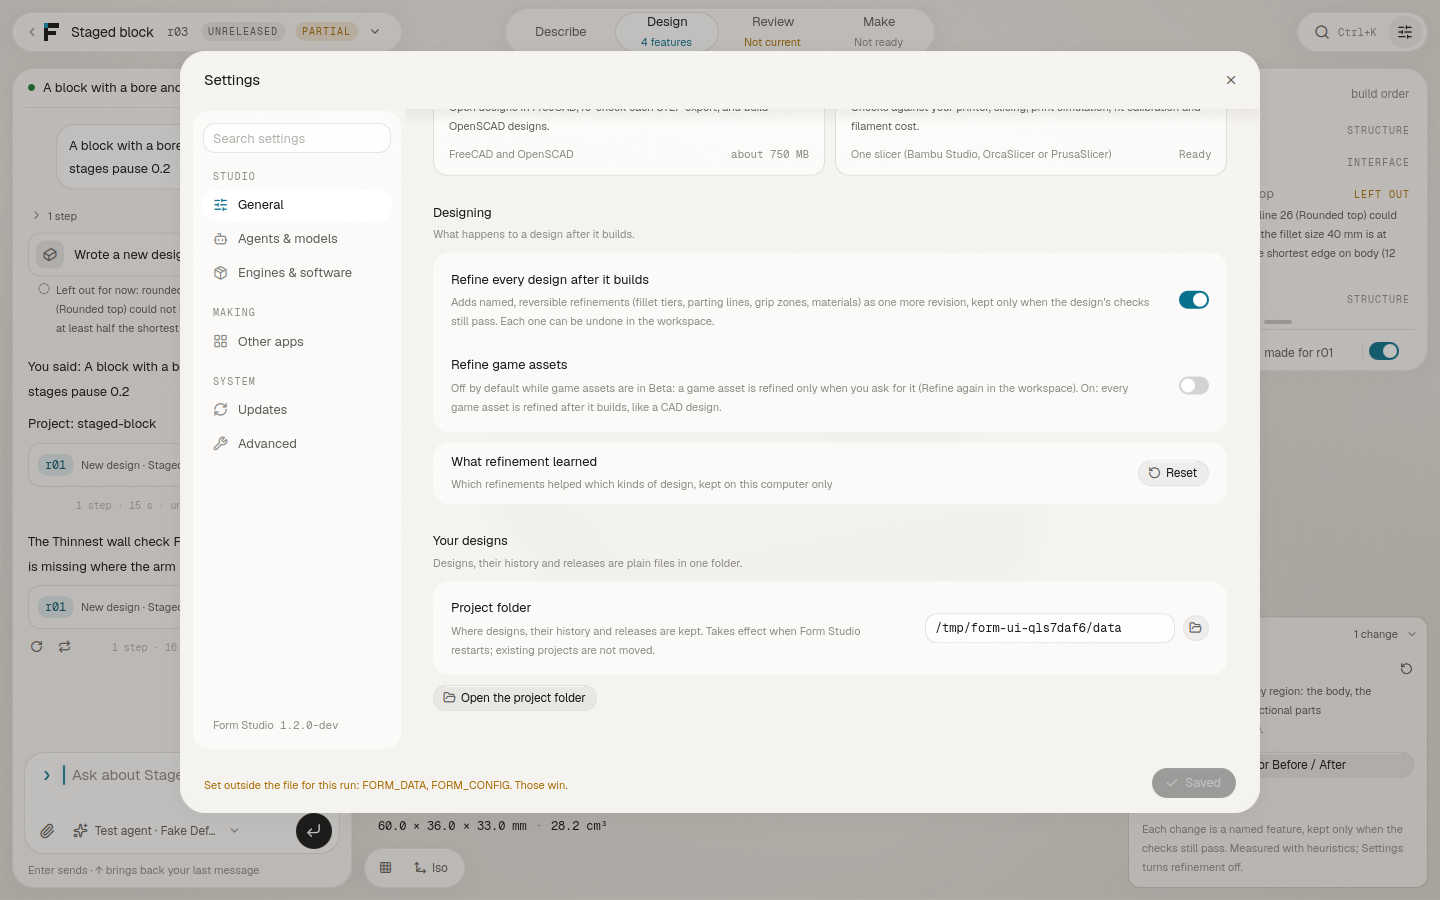 Staged block r03 UNRELEASED PARTIAL
Describe
Design
4 features
Review
Not current
Make
Not ready
Ctrl+K
A block with a bore and
A block with a bore
stages pause 0.2
1 step
Wrote a new desig
Left out for now: rounded
(Rounded top) could not
at least half the shortest
You said: A block with a b
stages pause 0.2
Project: staged-block
r01 New design · Staged
1 step · 15 s · un
The Thinnest wall check F
is missing where the arm
r01 New design · Staged
1 step · 16
Ask about Stage
Test agent · Fake Def...
Enter sends · ↑ brings back your last message
Settings
Search settings
STUDIO
General
Agents & models
Engines & software
MAKING
Other apps
SYSTEM
Updates
Advanced
Form Studio 1.2.0-dev
OpenSCAD designs.
FreeCAD and OpenSCAD about 750 MB
filament cost.
One slicer (Bambu Studio, OrcaSlicer or PrusaSlicer) Ready
Designing
What happens to a design after it builds.
Refine every design after it builds
Adds named, reversible refinements (fillet tiers, parting lines, grip zones, materials) as one more revision, kept only when the design's checks
still pass. Each one can be undone in the workspace.
Refine game assets
Off by default while game assets are in Beta: a game asset is refined only when you ask for it (Refine again in the workspace). On: every
game asset is refined after it builds, like a CAD design.
What refinement learned
Which refinements helped which kinds of design, kept on this computer only
Reset
Your designs
Designs, their history and releases are plain files in one folder.
Project folder
Where designs, their history and releases are kept. Takes effect when Form Studio
restarts; existing projects are not moved.
/tmp/form-ui-qls7daf6/data
Open the project folder
Set outside the file for this run: FORM_DATA, FORM_CONFIG. Those win.
Saved
60.0 × 36.0 × 33.0 mm · 28.2 cm³
Iso
build order
STRUCTURE
INTERFACE
op LEFT OUT
line 26 (Rounded top) could
the fillet size 40 mm is at
e shortest edge on body (12
STRUCTURE
made for r01
1 change
y region: the body, the
ctional parts
or Before / After
Each change is a named feature, kept only when the
checks still pass. Measured with heuristics; Settings
turns refinement off.